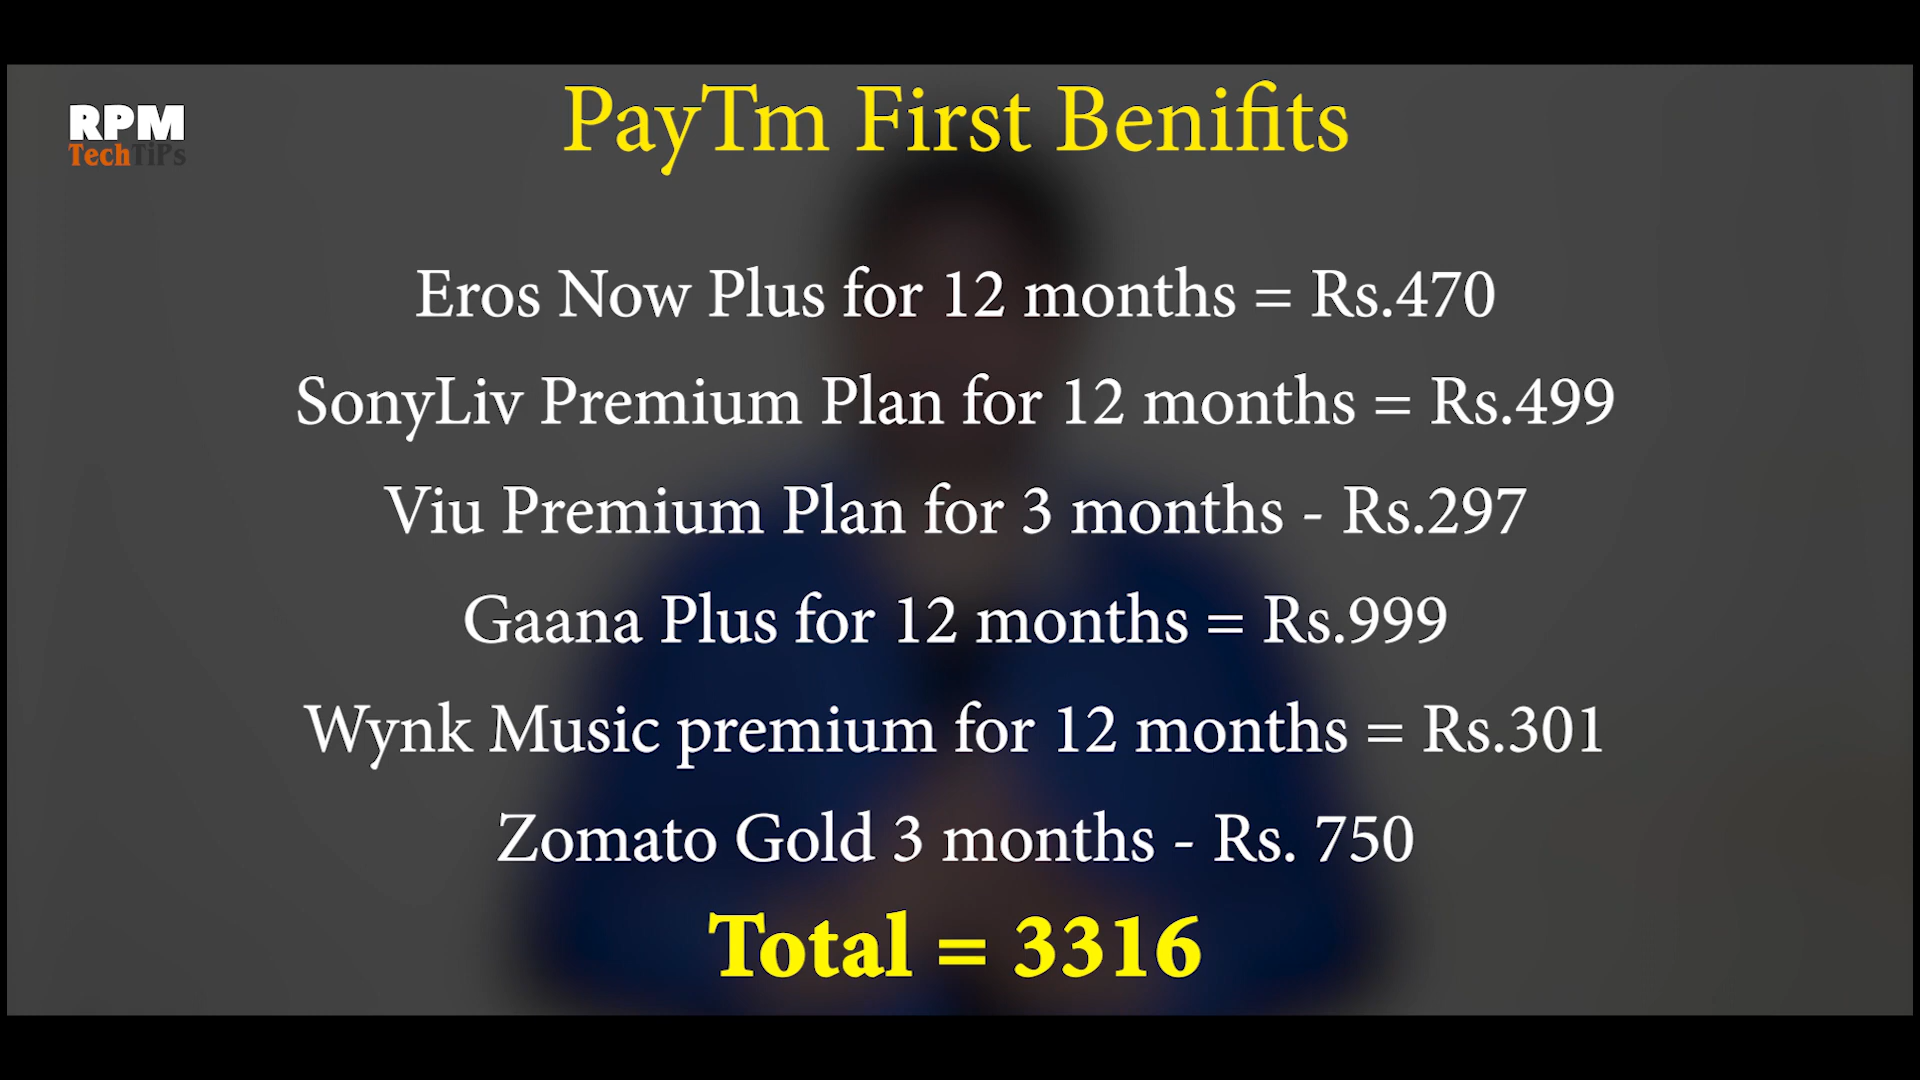 RPM
TechTiPs
PayTm First Benifits
Eros Now Plus for 12 months = Rs.470
SonyLiv Premium Plan for 12 months = Rs.499
Viu Premium Plan for 3 months - Rs.297
Gaana Plus for 12 months = Rs.999
Wynk Music premium for 12 months = Rs.301
Zomato Gold 3 months - Rs. 750
Total = 3316